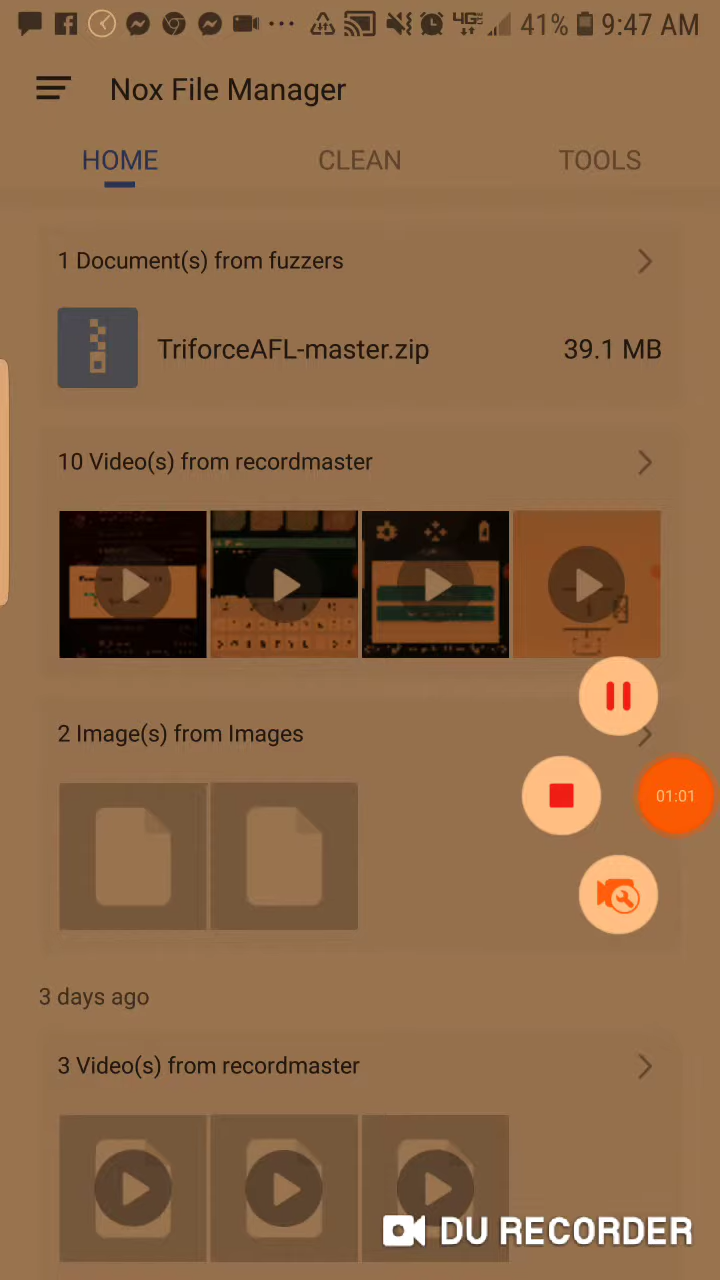 4GE 41% 9:47 AM
Nox File Manager
HOME CLEAN TOOLS
1 Document(s) from fuzzers
TriforceAFL-master.zip 39.1 MB
10 Video(s) from recordmaster
2 Image(s) from Images
01:01
3 days ago
3 Video(s) from recordmaster
DU RECORDER